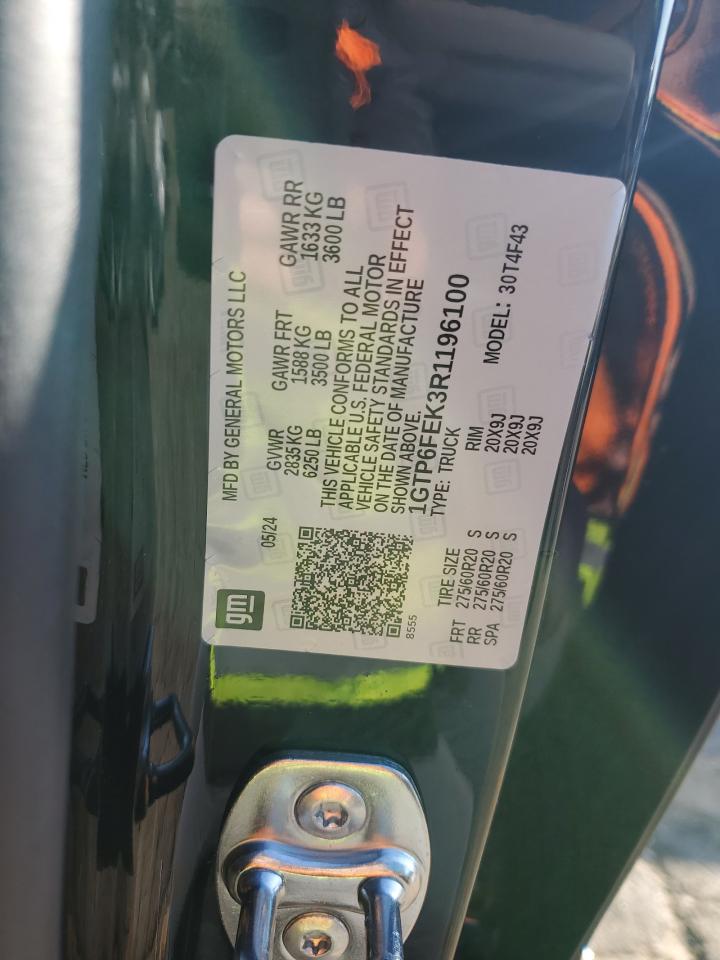 gm
05/24
MFD BY GENERAL MOTORS LLC
GVWR
2835 KG
6250 LB
GAWR FRT
1588 KG
3500 LB
GAWR RR
1633 KG
3600 LB
THIS VEHICLE CONFORMS TO ALL
APPLICABLE U.S. FEDERAL MOTOR
VEHICLE SAFETY STANDARDS IN EFFECT
ON THE DATE OF MANUFACTURE
SHOWN ABOVE.
1GTP6FEK3R1196100
TYPE: TRUCK
MODEL: 30T4F43
8555
TIRE SIZE RIM
FRT 275/60R20 S 20X9J
RR 275/60R20 S 20X9J
SPA 275/60R20 S 20X9J